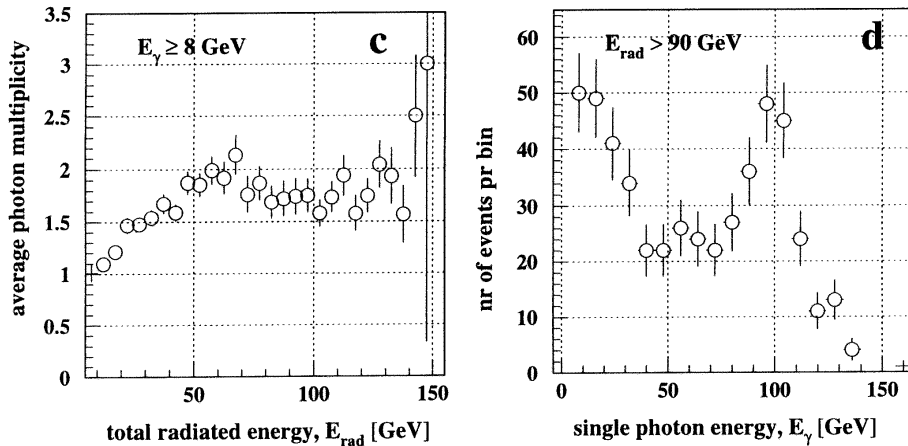 E_γ ≥ 8 GeV
c
average photon multiplicity
3.5
3
2.5
2
1.5
1
0.5
0
50
100
150
total radiated energy, E_rad [GeV]
E_rad > 90 GeV
d
nr of events pr bin
60
50
40
30
20
10
0
0
50
100
150
single photon energy, E_γ [GeV]